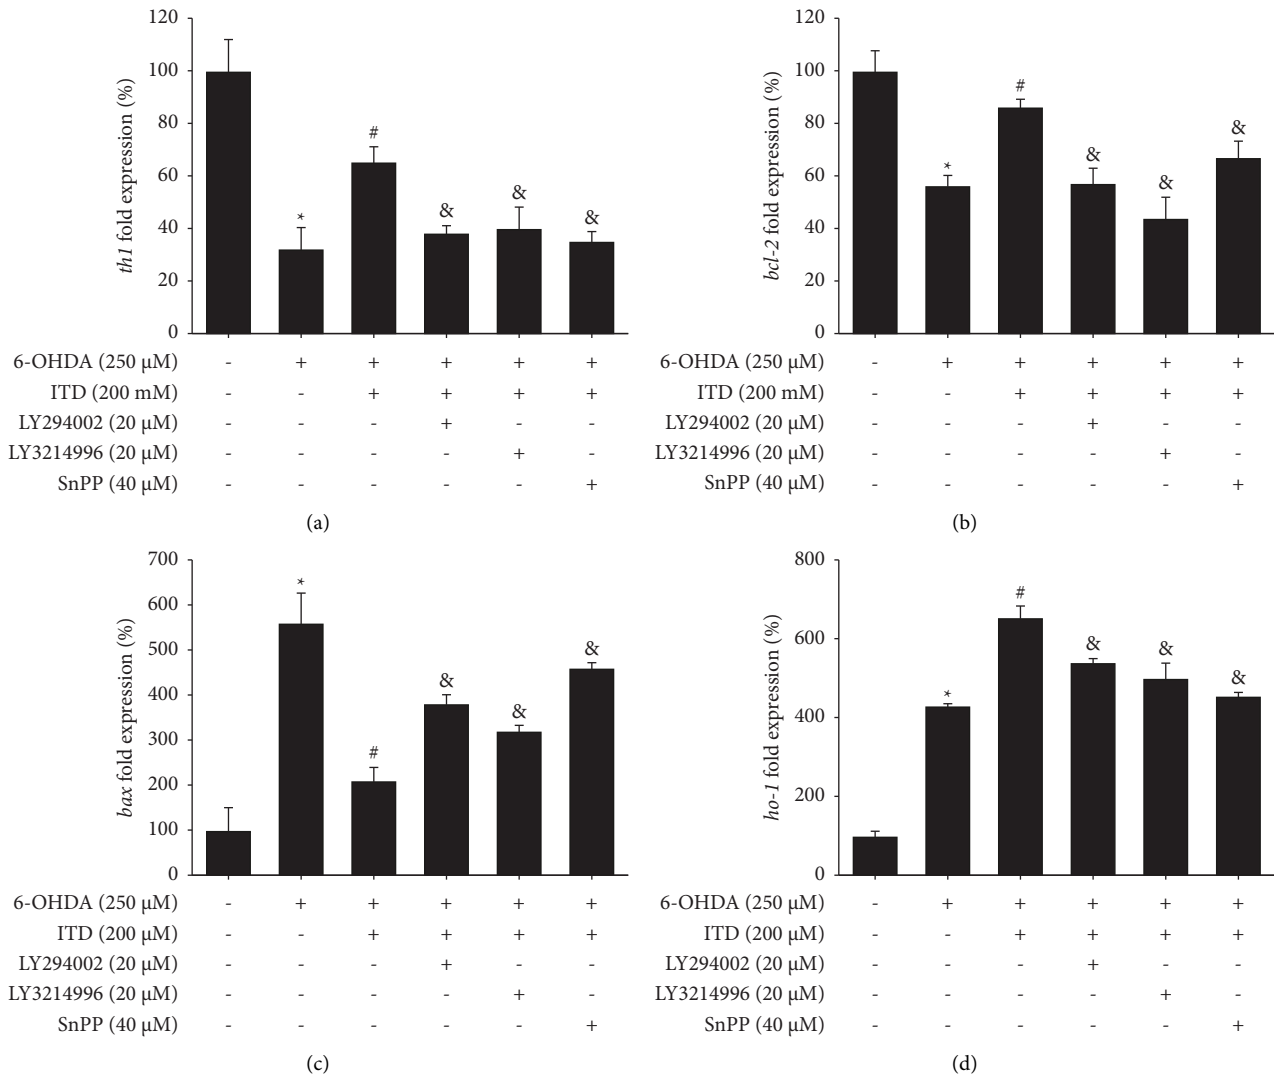 120
100
80
60
40
20
0
th1 fold expression (%)
* # & & &
6-OHDA (250 µM) - + + + + +
ITD (200 mM) - - + + + +
LY294002 (20 µM) - - - + - -
LY3214996 (20 µM) - - - - + -
SnPP (40 µM) - - - - - +
(a)
120
100
80
60
40
20
0
bcl-2 fold expression (%)
* # & & &
6-OHDA (250 µM) - + + + + +
ITD (200 mM) - - + + + +
LY294002 (20 µM) - - - + - -
LY3214996 (20 µM) - - - - + -
SnPP (40 µM) - - - - - +
(b)
700
600
500
400
300
200
100
0
bax fold expression (%)
* # & & &
6-OHDA (250 µM) - + + + + +
ITD (200 µM) - - + + + +
LY294002 (20 µM) - - - + - -
LY3214996 (20 µM) - - - - + -
SnPP (40 µM) - - - - - +
(c)
800
600
400
200
0
ho-1 fold expression (%)
* # & & &
6-OHDA (250 µM) - + + + + +
ITD (200 µM) - - + + + +
LY294002 (20 µM) - - - + - -
LY3214996 (20 µM) - - - - + -
SnPP (40 µM) - - - - - +
(d)